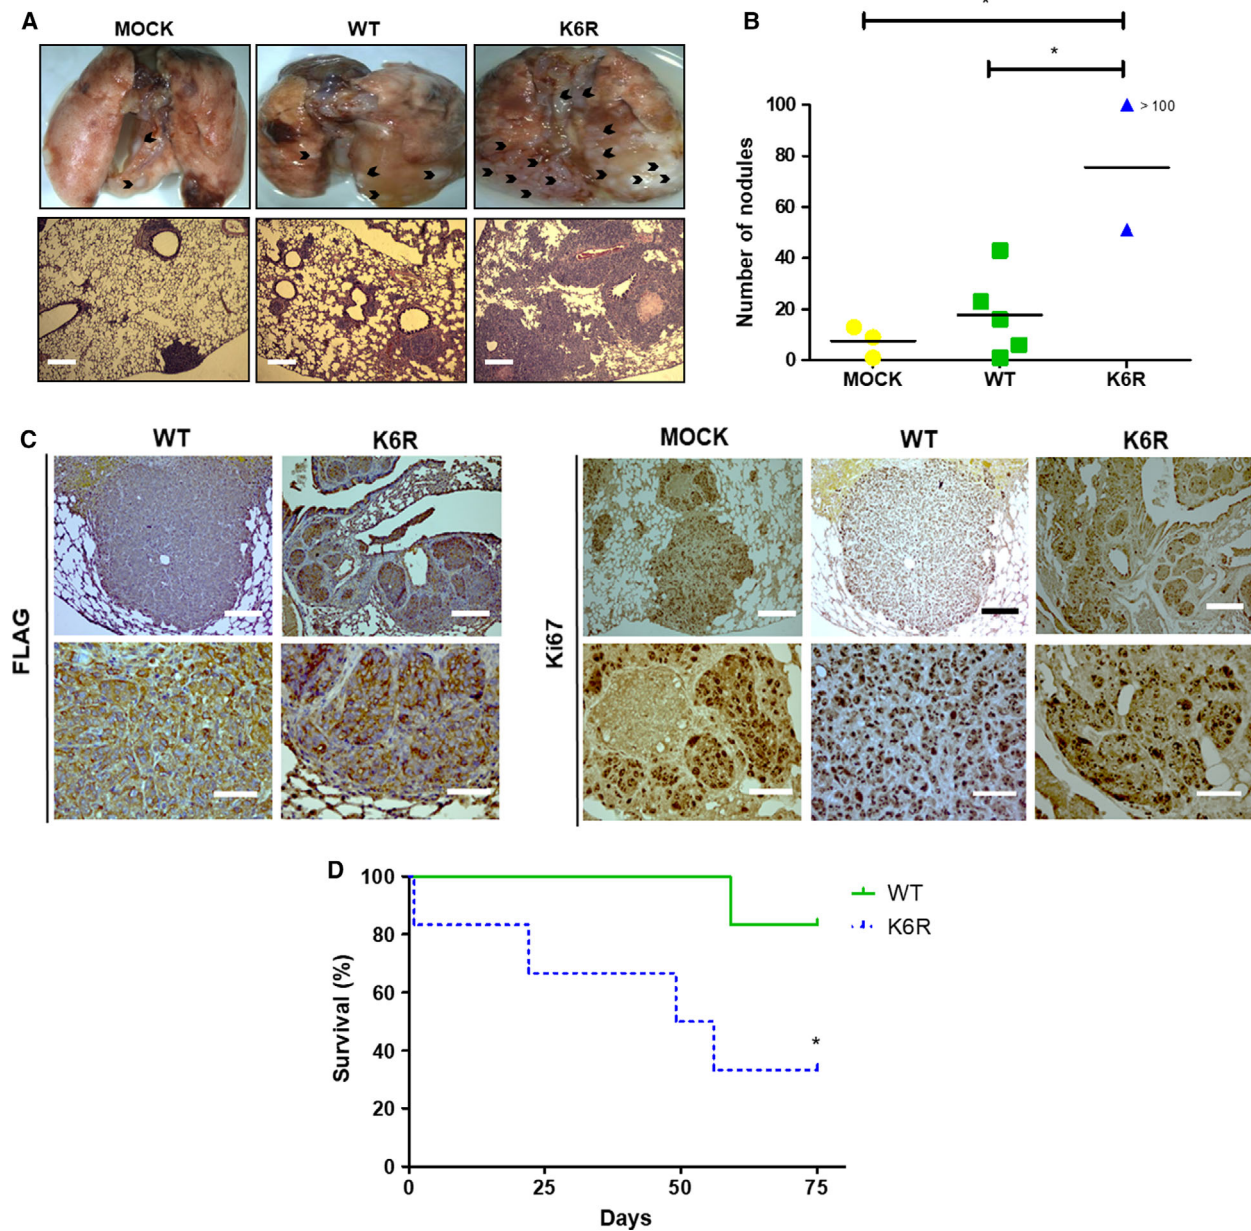 A
MOCK
WT
K6R
B
*
*
Number of nodules
100
80
60
40
20
0
> 100
MOCK
WT
K6R
C
WT
K6R
FLAG
MOCK
WT
K6R
Ki67
D
Survival (%)
100
80
60
40
20
0
*
WT
K6R
0
25
50
75
Days